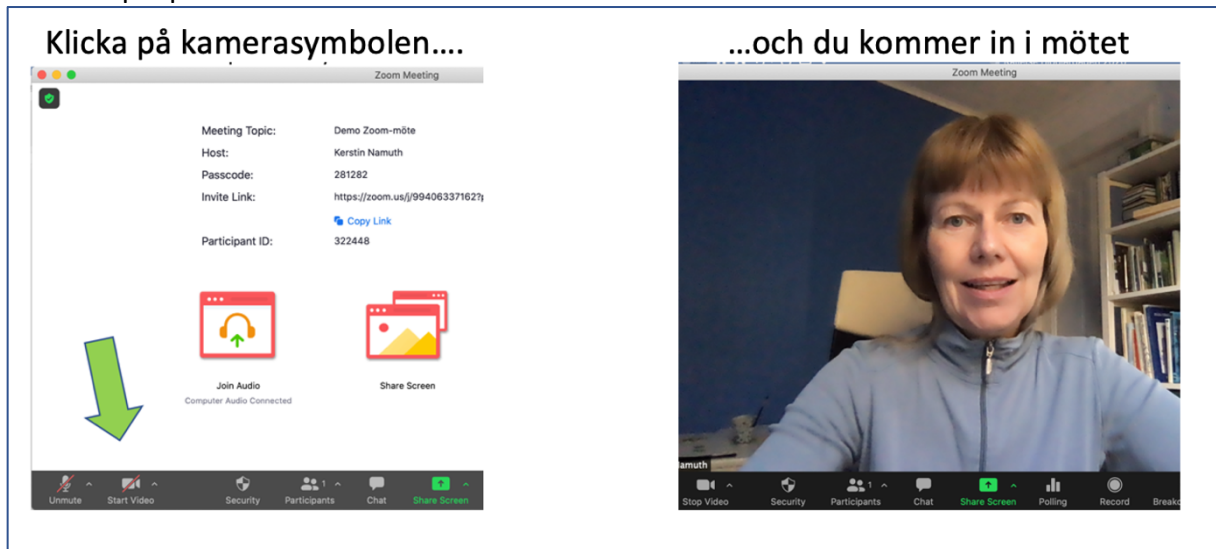 Klicka på kamerasymbolen….
Zoom Meeting
Meeting Topic: Demo Zoom-möte
Host: Kerstin Namuth
Passcode: 281282
Invite Link: https://zoom.us/j/99406337162?p
Copy Link
Participant ID: 322448
Join Audio
Computer Audio Connected
Share Screen
Unmute Start Video Security Participants 1 Chat Share Screen
…och du kommer in i mötet
Zoom Meeting
Namuth
Stop Video Security Participants 1 Chat Share Screen Polling Record